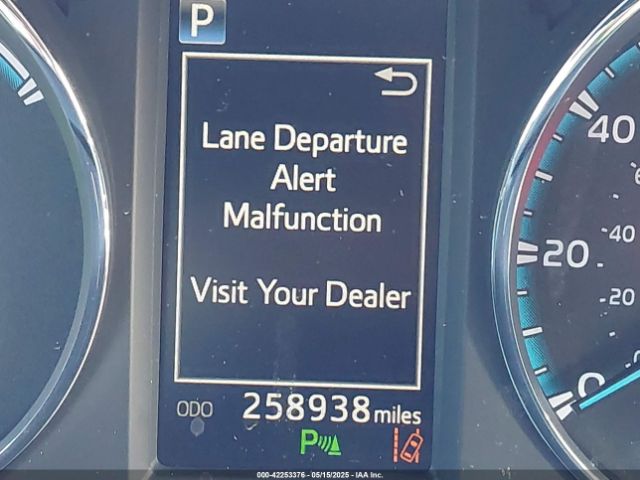 P
Lane Departure
Alert
Malfunction
Visit Your Dealer
ODO 258938 miles
P
40
20
0
-40
-20
000-42253376 - 05/15/2025 - IAA Inc.